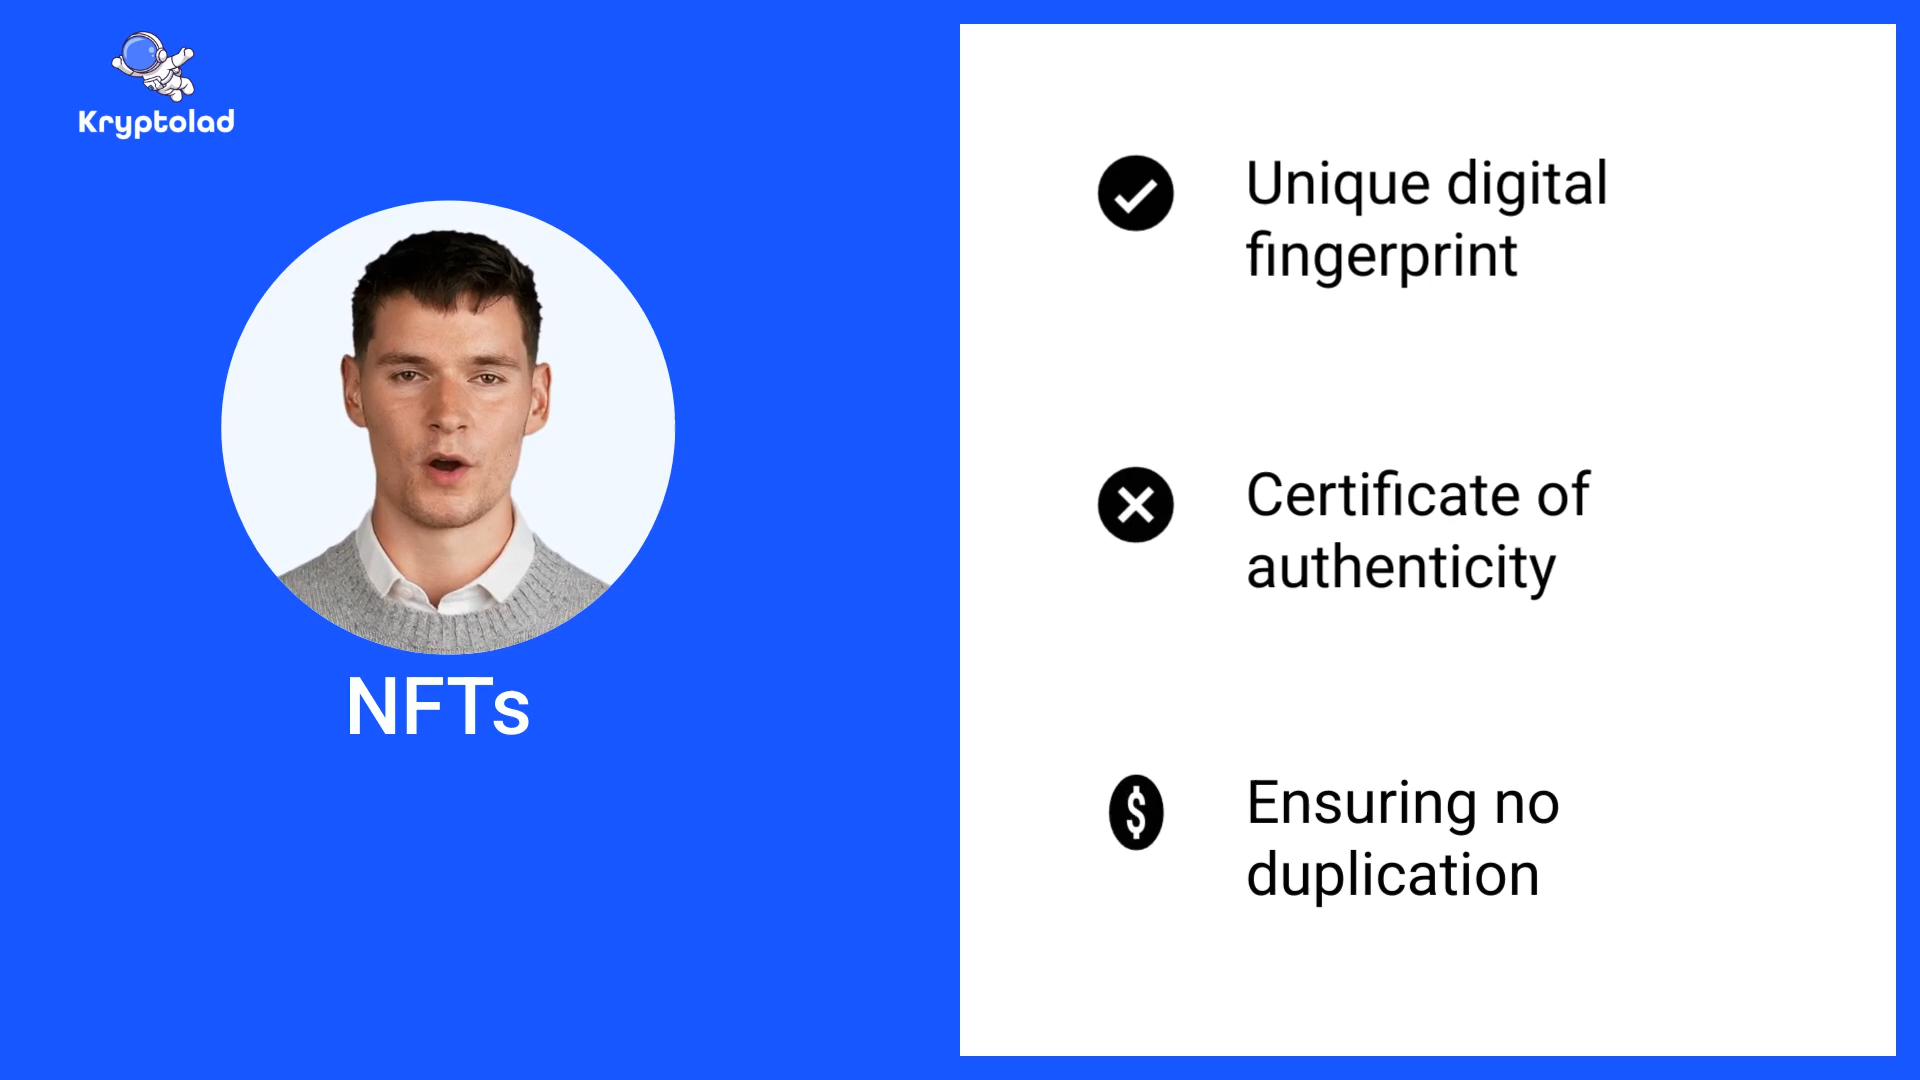 Kryptolad
NFTs
Unique digital
fingerprint
Certificate of
authenticity
$
Ensuring no
duplication